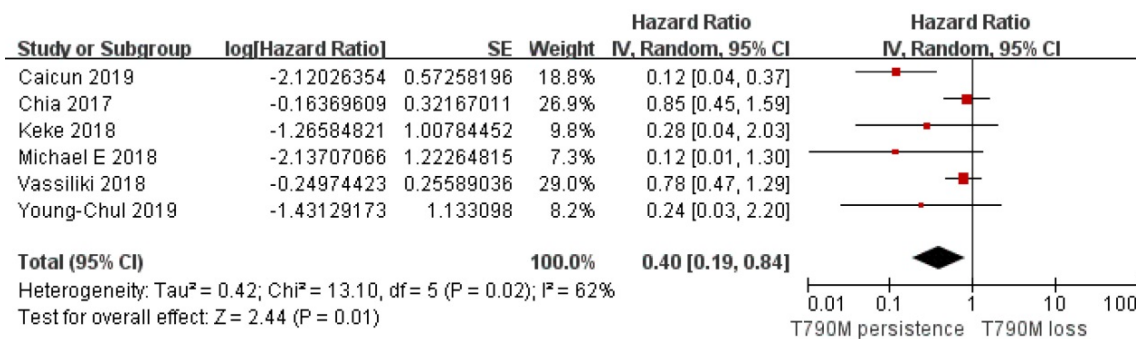 Hazard Ratio Hazard Ratio
Study or Subgroup log[Hazard Ratio] SE Weight IV, Random, 95% CI IV, Random, 95% CI
Caicun 2019 -2.12026354 0.57258196 18.8% 0.12 [0.04, 0.37]
Chia 2017 -0.16369609 0.32167011 26.9% 0.85 [0.45, 1.59]
Keke 2018 -1.26584821 1.00784452 9.8% 0.28 [0.04, 2.03]
Michael E 2018 -2.13707066 1.22264815 7.3% 0.12 [0.01, 1.30]
Vassiliki 2018 -0.24974423 0.25589036 29.0% 0.78 [0.47, 1.29]
Young-Chul 2019 -1.43129173 1.133098 8.2% 0.24 [0.03, 2.20]
Total (95% CI) 100.0% 0.40 [0.19, 0.84]
Heterogeneity: Tau² = 0.42; Chi² = 13.10, df = 5 (P = 0.02); I² = 62%
Test for overall effect: Z = 2.44 (P = 0.01)
0.01 0.1 1 10 100
T790M persistence T790M loss